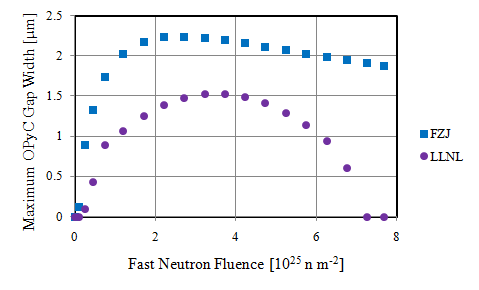 Maximum OPyC Gap Width [μm]
2.5
2
1.5
1
0.5
0
0 2 4 6 8
Fast Neutron Fluence [10²⁵ n m⁻²]
FZJ
LLNL